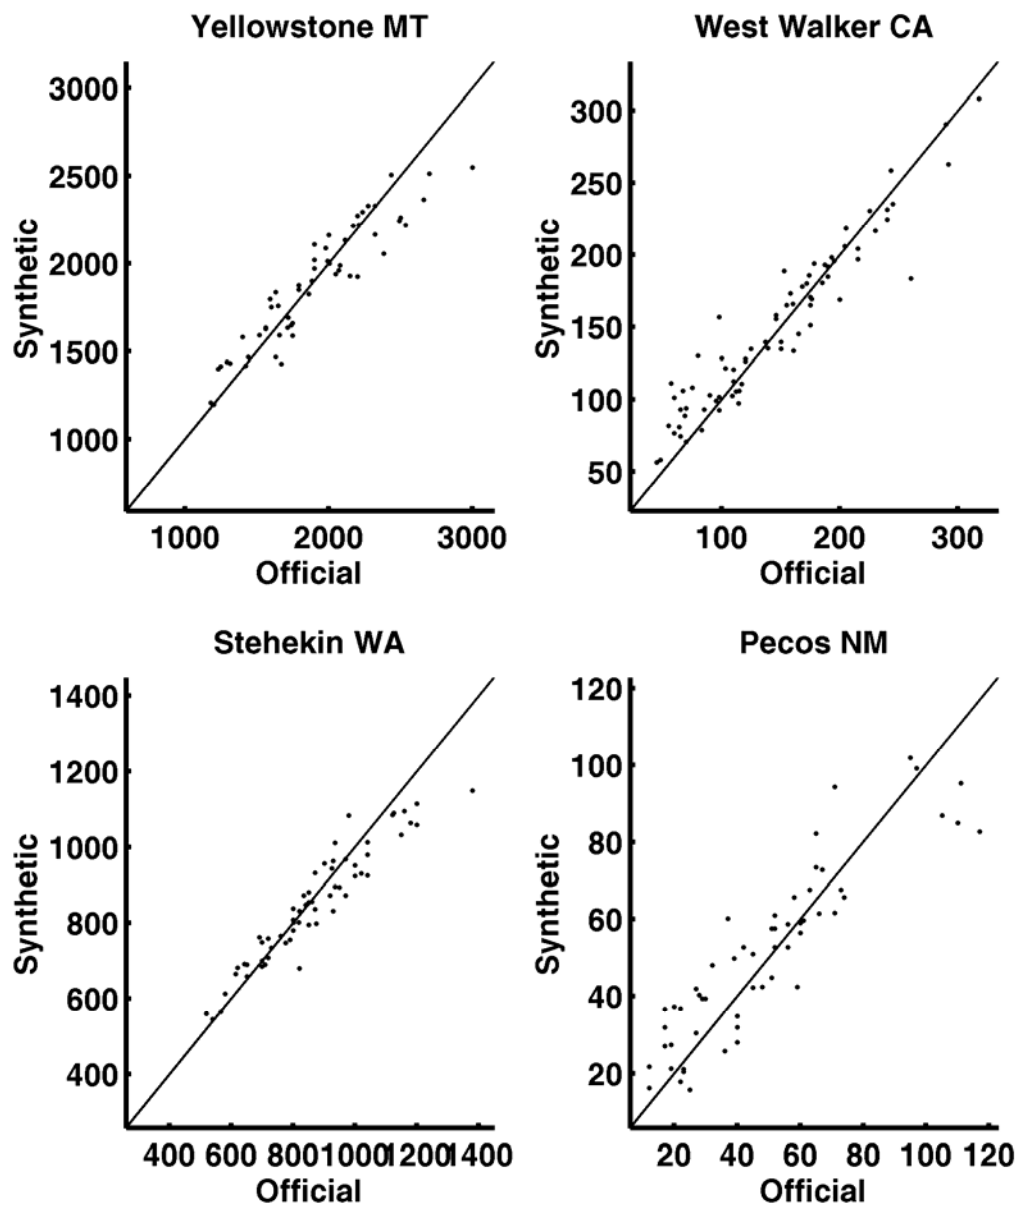 Yellowstone MT
3000
2500
2000
1500
1000
Synthetic
1000 2000 3000
Official
West Walker CA
300
250
200
150
100
50
Synthetic
100 200 300
Official
Stehekin WA
1400
1200
1000
800
600
400
Synthetic
400 600 800 1000 1200 1400
Official
Pecos NM
120
100
80
60
40
20
Synthetic
20 40 60 80 100 120
Official